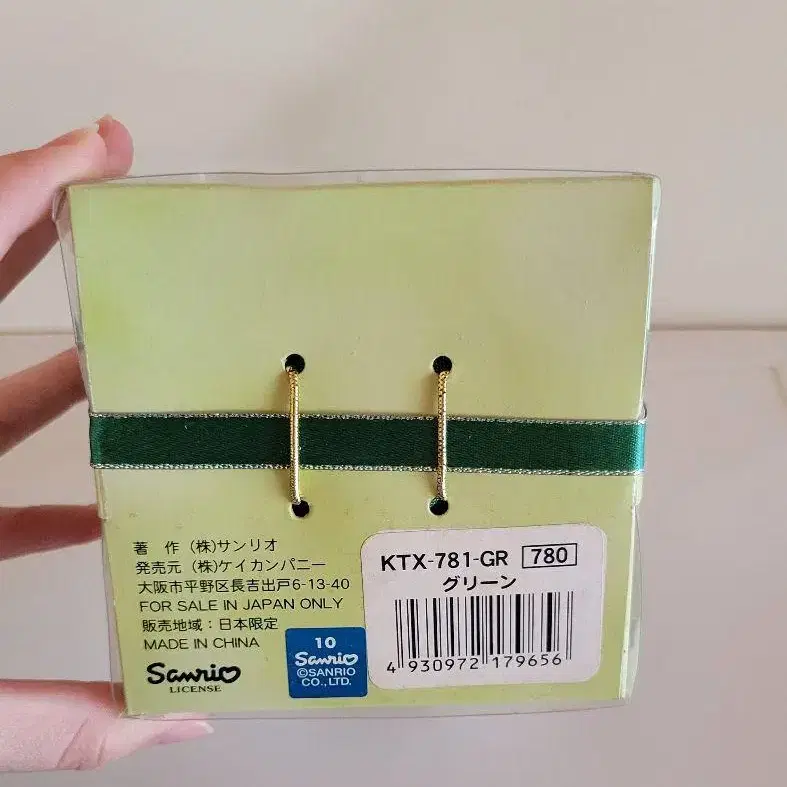 著 作 (株)サンリオ
発売元 (株)ケイカンパニー
大阪市平野区長吉出戸6-13-40
FOR SALE IN JAPAN ONLY
販売地域:日本限定
MADE IN CHINA
Sanrio
LICENSE
10
Sanrio
©SANRIO
CO.,LTD.
KTX-781-GR 780
グリーン
4 930972 179656